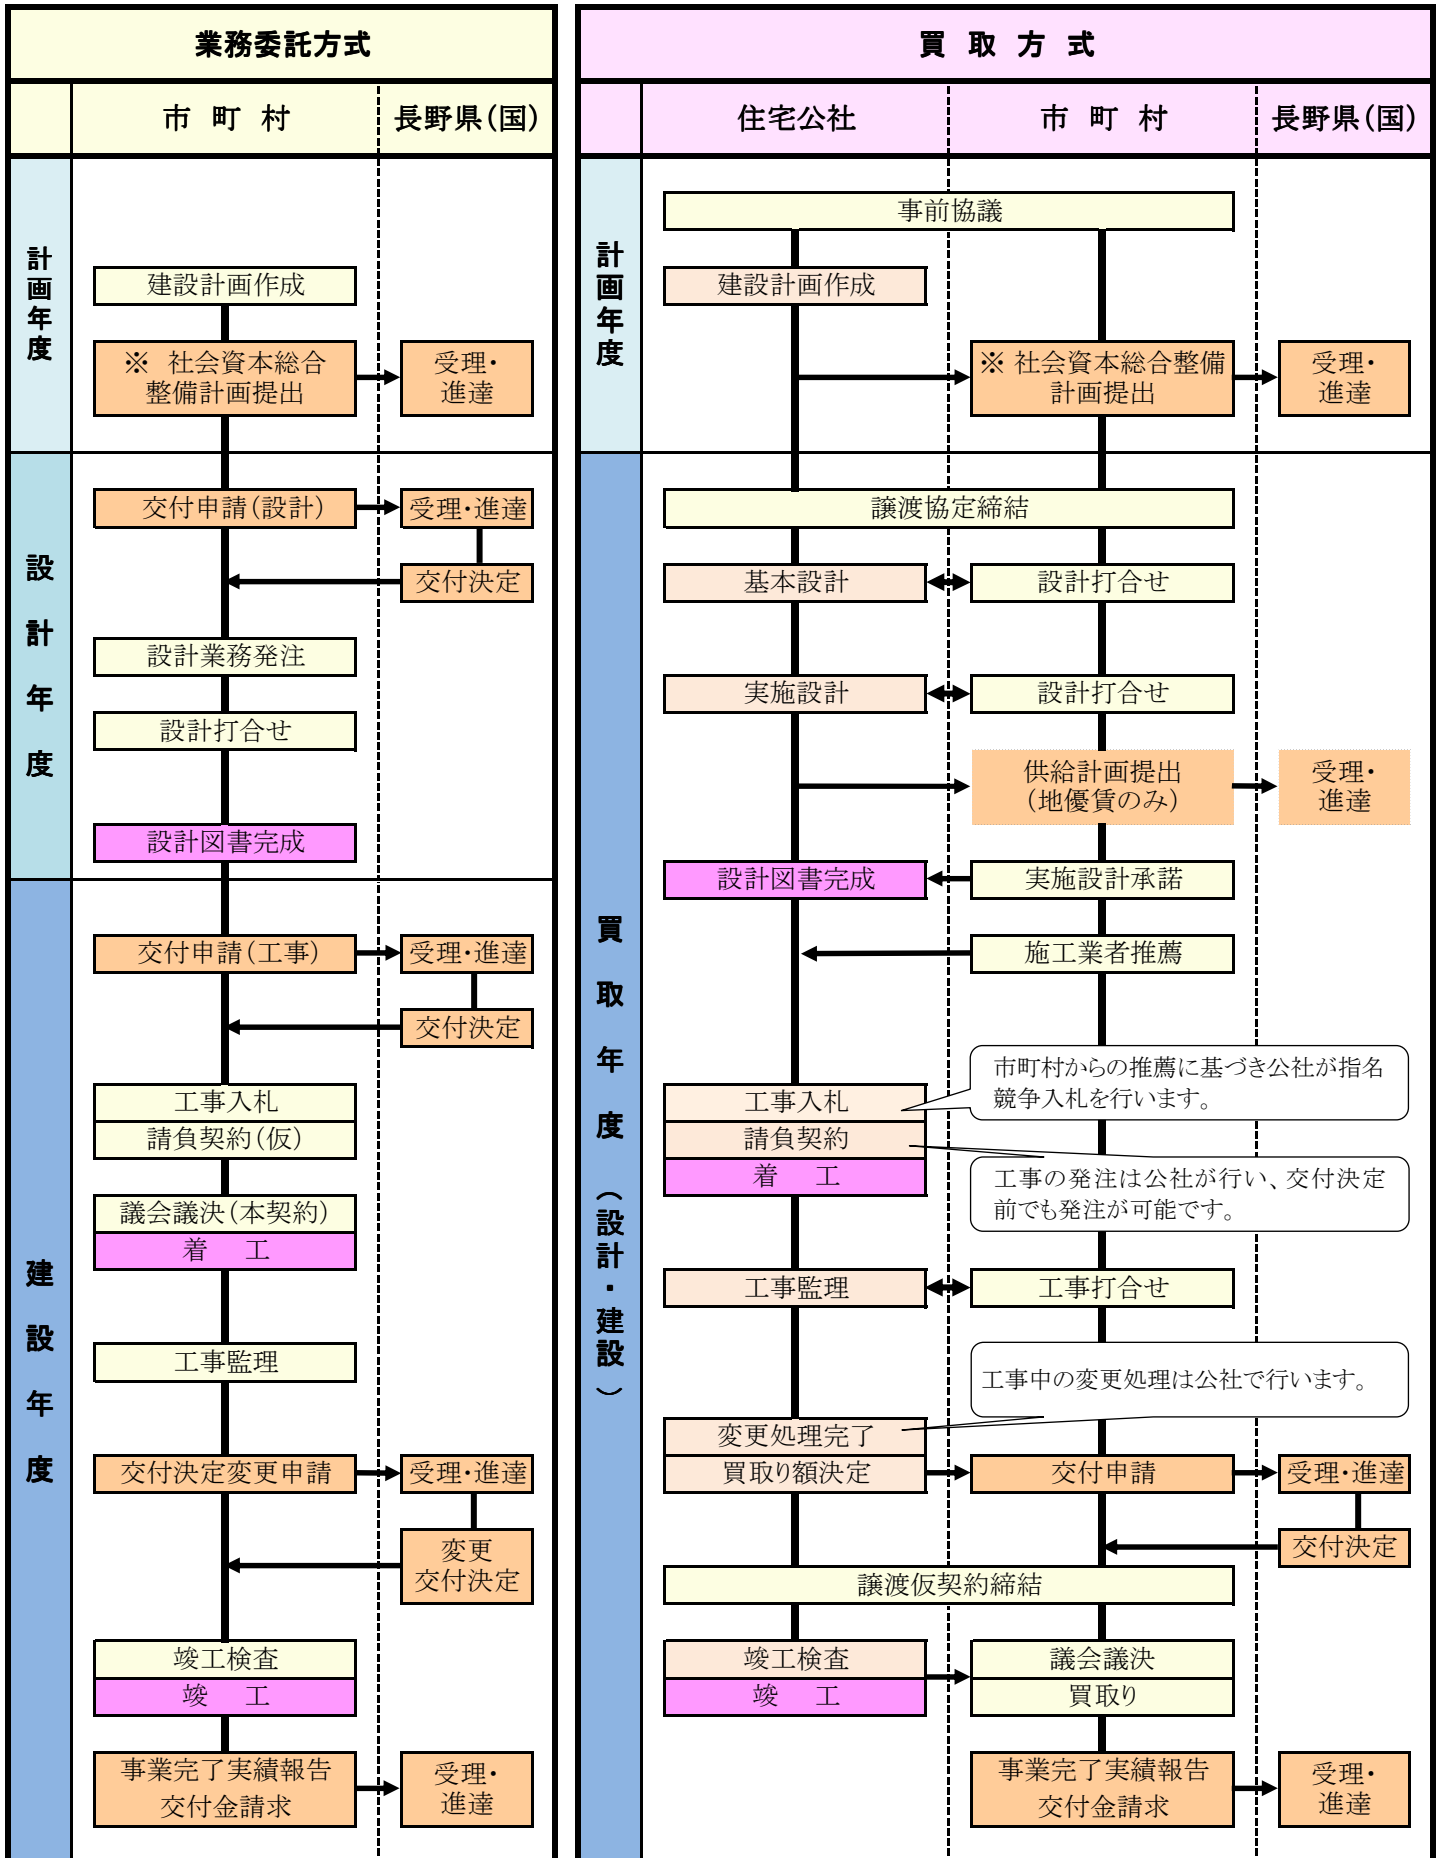 業務委託方式
市 町 村
長野県(国)
計画年度
建設計画作成
※ 社会資本総合
整備計画提出
受理・
進達
設計年度
交付申請(設計)
受理・進達
交付決定
設計業務発注
設計打合せ
設計図書完成
建設年度
交付申請(工事)
受理・進達
交付決定
工事入札
請負契約(仮)
議会議決(本契約)
着 工
工事監理
交付決定変更申請
受理・進達
変更
交付決定
竣工検査
竣 工
事業完了実績報告
交付金請求
受理・
進達
買 取 方 式
住宅公社
市 町 村
長野県(国)
計画年度
事前協議
建設計画作成
※ 社会資本総合整備
計画提出
受理・
進達
買取年度(設計・建設)
譲渡協定締結
基本設計
設計打合せ
実施設計
設計打合せ
供給計画提出
(地優賃のみ)
受理・
進達
設計図書完成
実施設計承諾
施工業者推薦
市町村からの推薦に基づき公社が指名
競争入札を行います。
工事入札
請負契約
着 工
工事の発注は公社が行い、交付決定
前でも発注が可能です。
工事監理
工事打合せ
工事中の変更処理は公社で行います。
変更処理完了
買取り額決定
交付申請
受理・進達
交付決定
譲渡仮契約締結
竣工検査
竣 工
議会議決
買取り
事業完了実績報告
交付金請求
受理・
進達